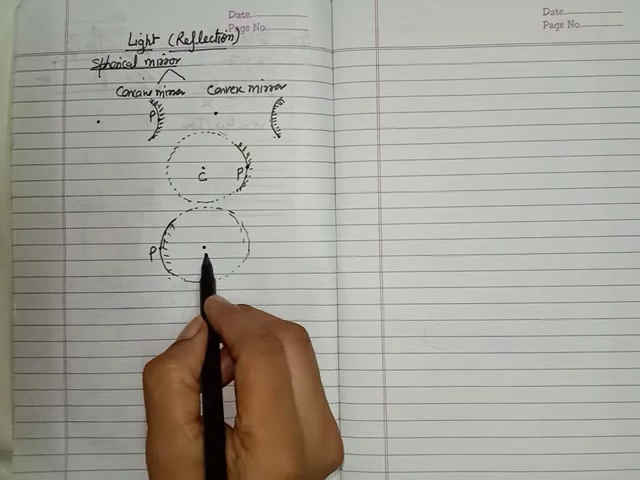 Date
Page No.
Date
Page No.
Light (Reflection)
Spherical mirror
Concave mirror Convex mirror
P
C P
P